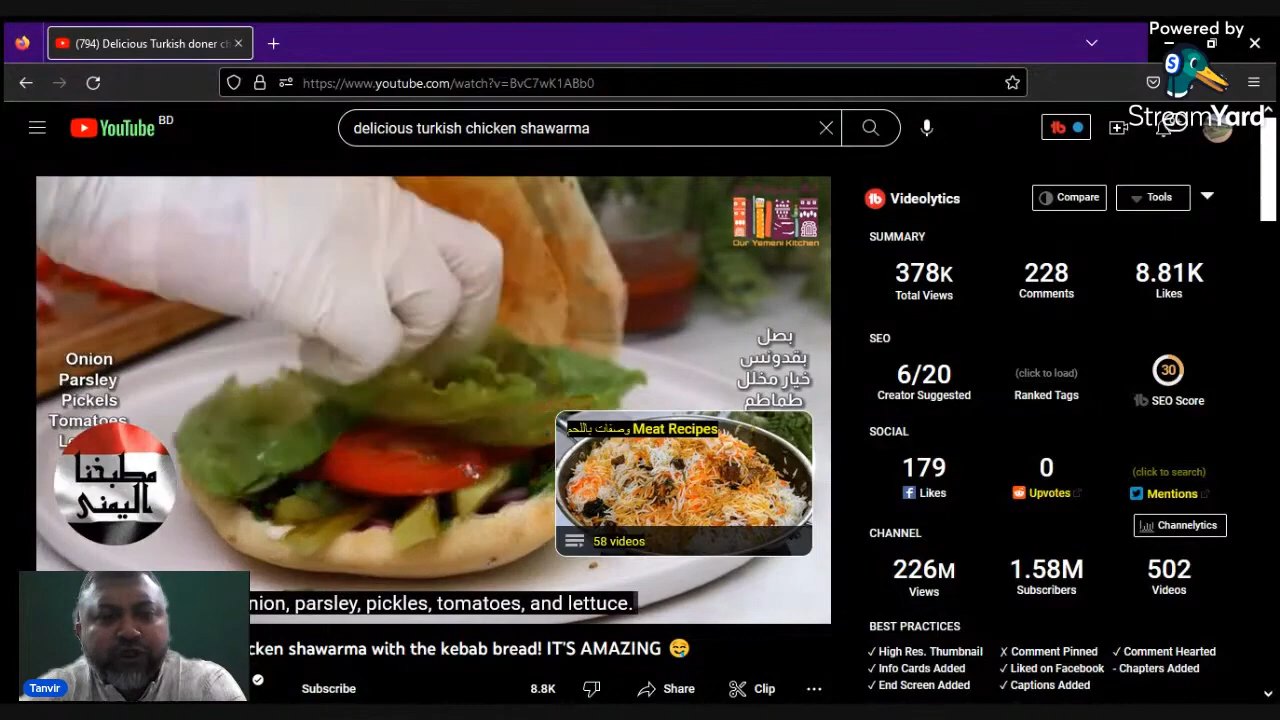 Powered by
StreamYard
(794) Delicious Turkish doner ch
https://www.youtube.com/watch?v=BvC7wK1ABb0
YouTube BD
delicious turkish chicken shawarma
Our Yemeni Kitchen
Onion
Parsley
Pickels
Tomatoes
بصل
بقدونس
خيار مخلل
طماطم
وصفات باللحم Meat Recipes
58 videos
مطبخنا
اليمني
nion, parsley, pickles, tomatoes, and lettuce.
Tanvir
cken shawarma with the kebab bread! IT'S AMAZING
Subscribe
8.8K
Share
Clip
Videolytics
Compare
Tools
SUMMARY
378K 228 8.81K
Total Views Comments Likes
SEO
6/20 (click to load) 30
Creator Suggested Ranked Tags SEO Score
SOCIAL
179 0 (click to search)
Likes Upvotes Mentions
Channelytics
CHANNEL
226M 1.58M 502
Views Subscribers Videos
BEST PRACTICES
✓ High Res. Thumbnail ✗ Comment Pinned ✓ Comment Hearted
✓ Info Cards Added ✓ Liked on Facebook - Chapters Added
✓ End Screen Added ✓ Captions Added